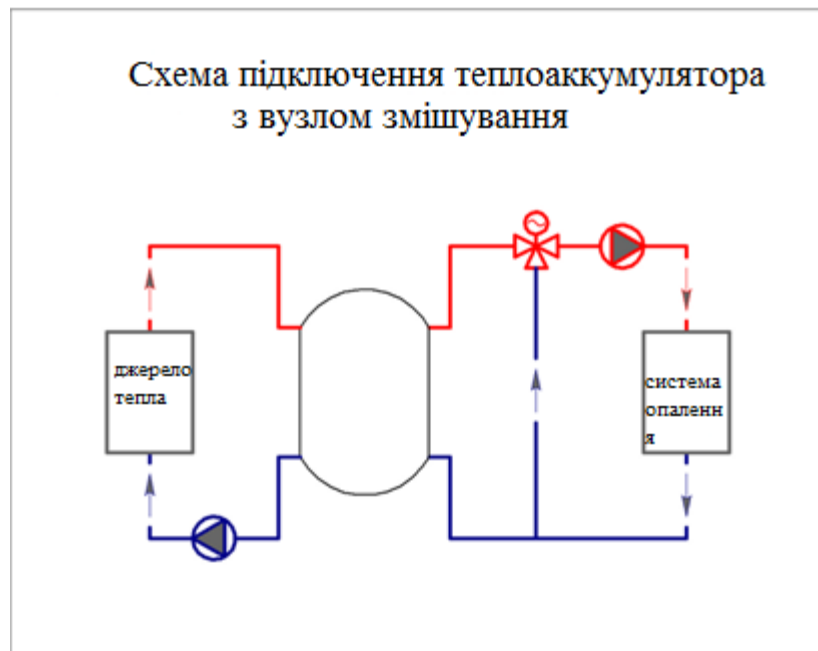 Схема підключення теплоаккумулятора
з вузлом змішування
джерело
тепла
система
опаленн
я